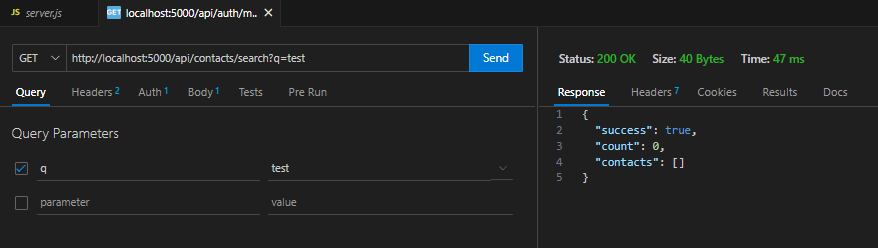 JS server.js
GET localhost:5000/api/auth/m... ×
GET http://localhost:5000/api/contacts/search?q=test Send
Query Headers 2 Auth 1 Body 1 Tests Pre Run
Query Parameters
q test
parameter value
Status: 200 OK Size: 40 Bytes Time: 47 ms
Response Headers 7 Cookies Results Docs
1 {
2 "success": true,
3 "count": 0,
4 "contacts": []
5 }